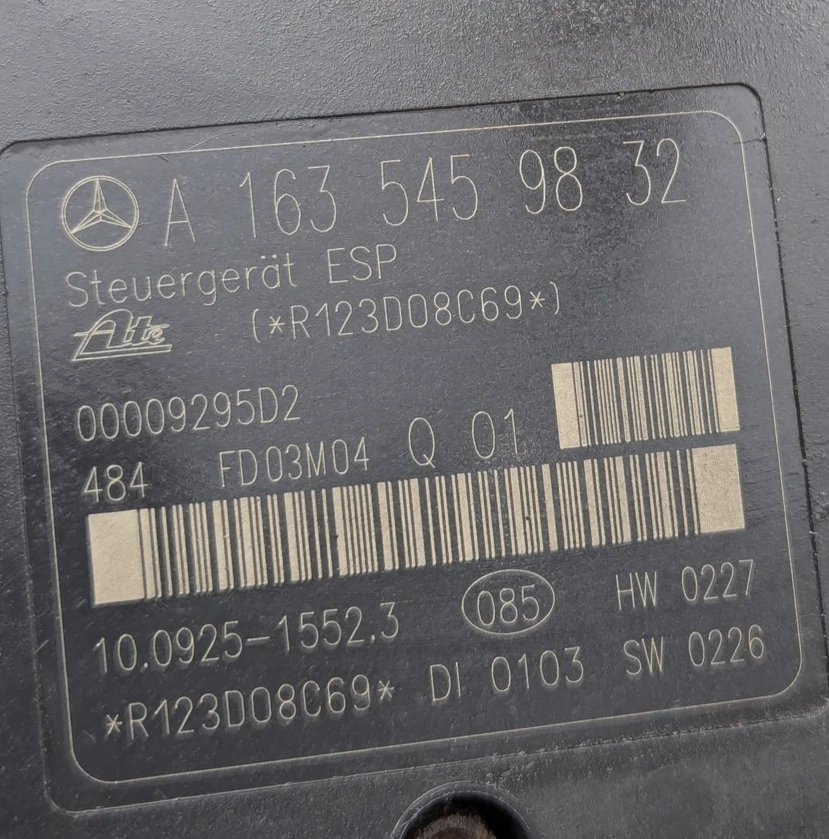 A 163 545 98 32
Steuergerät ESP
Ate (*R123D08C69*)
00009295D2
484 FD03M04 Q 01
10.0925-1552.3 085 HW 0227
*R123D08C69* DI 0103 SW 0226